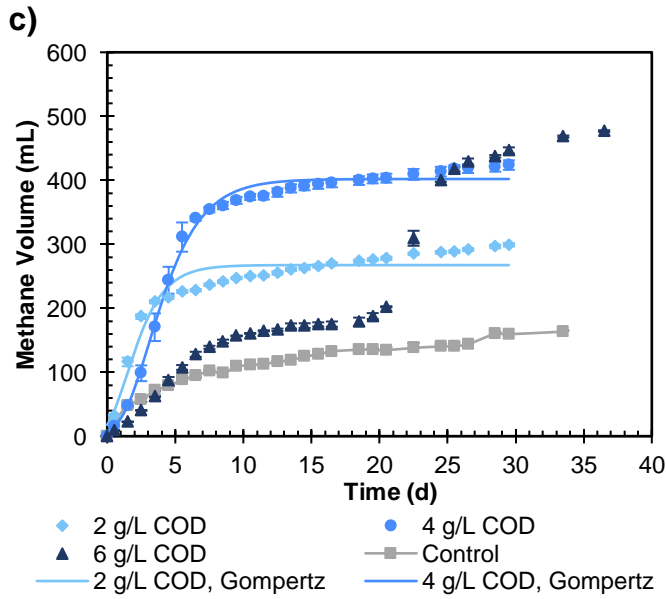 c)
600
500
400
300
200
100
0
Methane Volume (mL)
0 5 10 15 20 25 30 35 40
Time (d)
2 g/L COD 4 g/L COD
6 g/L COD Control
2 g/L COD, Gompertz 4 g/L COD, Gompertz